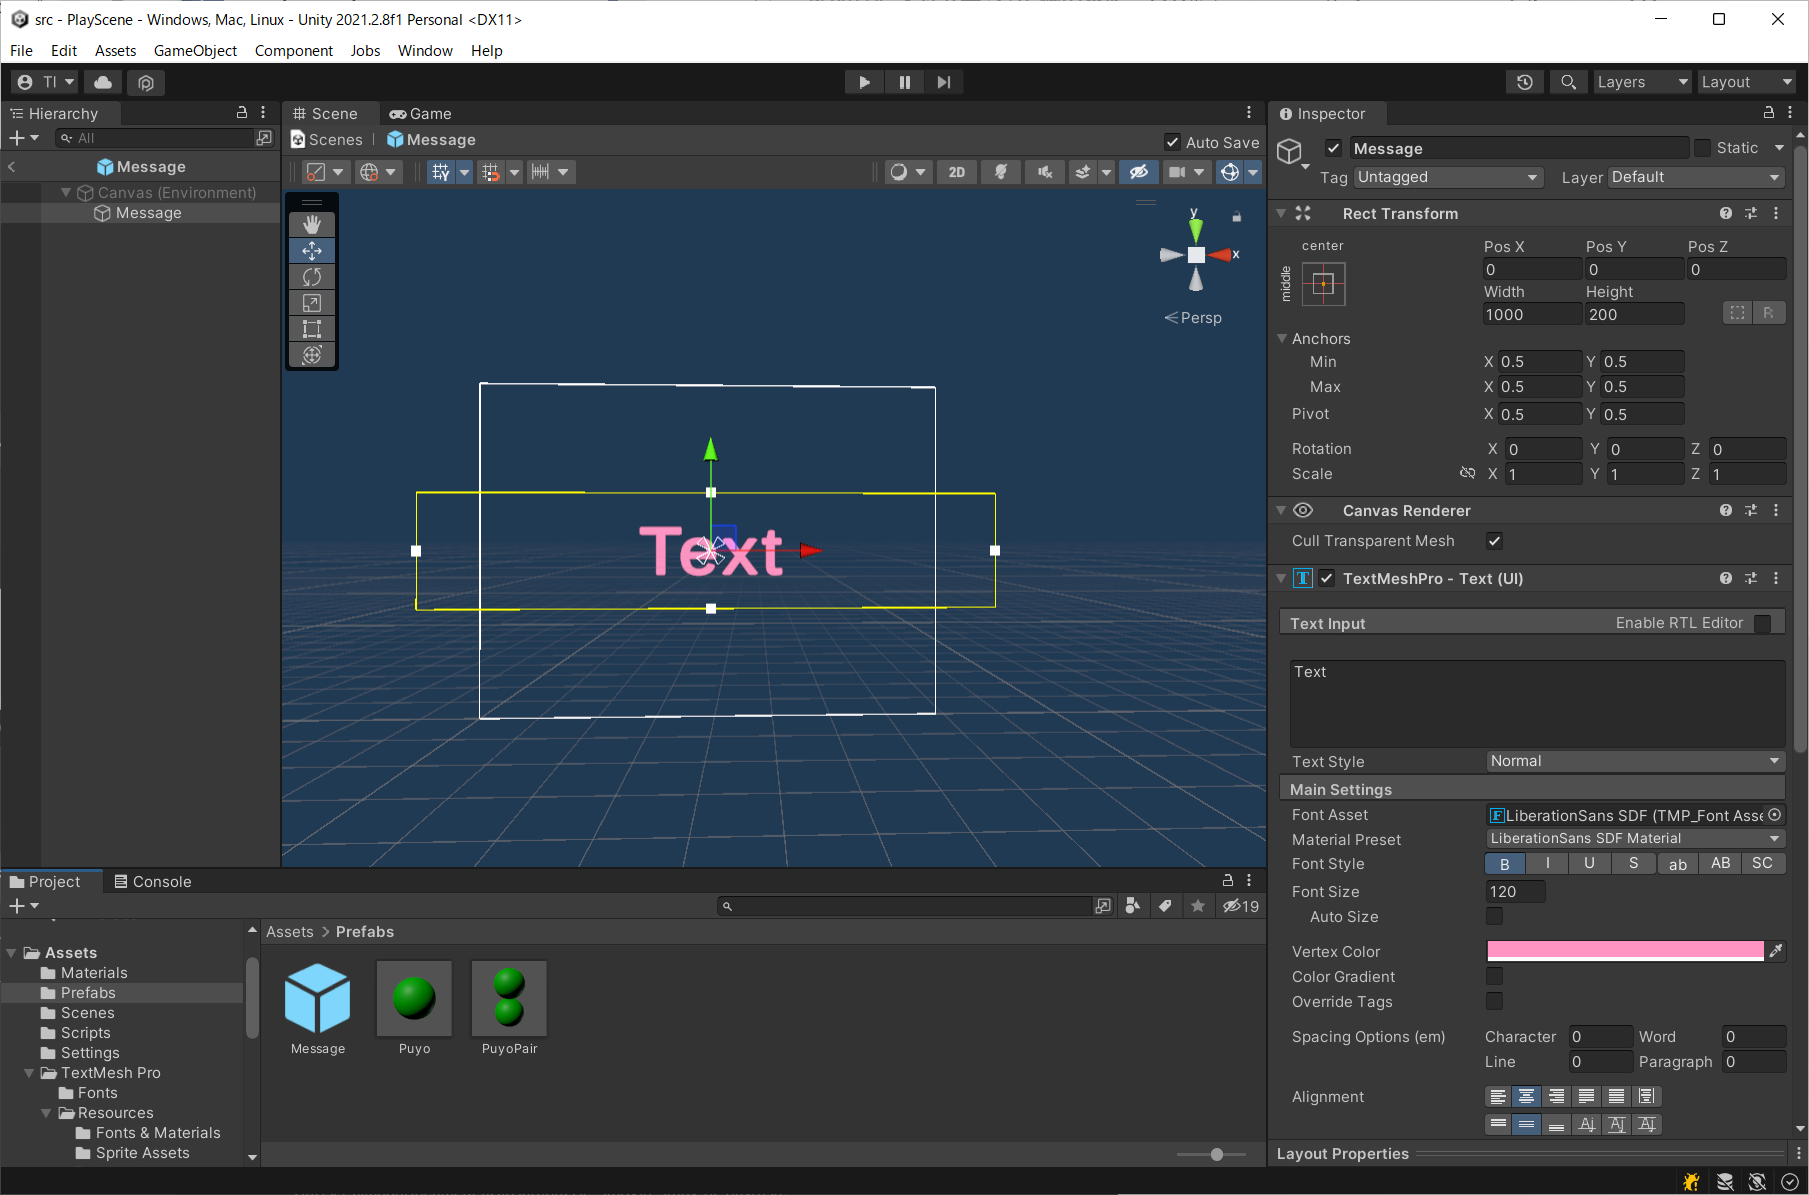 src - PlayScene - Windows, Mac, Linux - Unity 2021.2.8f1 Personal <DX11>
File Edit Assets GameObject Component Jobs Window Help
TI
Layers
Layout
Hierarchy
All
Message
Canvas (Environment)
Message
Scene
Game
Scenes
Message
Auto Save
2D
y
x
Persp
Text
Inspector
Message
Static
Tag Untagged
Layer Default
Rect Transform
center
middle
Pos X Pos Y Pos Z
0 0 0
Width Height
1000 200
R
Anchors
Min X 0.5 Y 0.5
Max X 0.5 Y 0.5
Pivot X 0.5 Y 0.5
Rotation X 0 Y 0 Z 0
Scale X 1 Y 1 Z 1
Canvas Renderer
Cull Transparent Mesh
TextMeshPro - Text (UI)
Text Input
Enable RTL Editor
Text
Text Style Normal
Main Settings
Font Asset LiberationSans SDF (TMP_Font Asse
Material Preset LiberationSans SDF Material
Font Style B I U S ab AB SC
Font Size 120
Auto Size
Vertex Color
Color Gradient
Override Tags
Spacing Options (em) Character 0 Word 0
Line 0 Paragraph 0
Alignment
Layout Properties
Project
Console
19
Assets
Materials
Prefabs
Scenes
Scripts
Settings
TextMesh Pro
Fonts
Resources
Fonts & Materials
Sprite Assets
Assets > Prefabs
Message
Puyo
PuyoPair